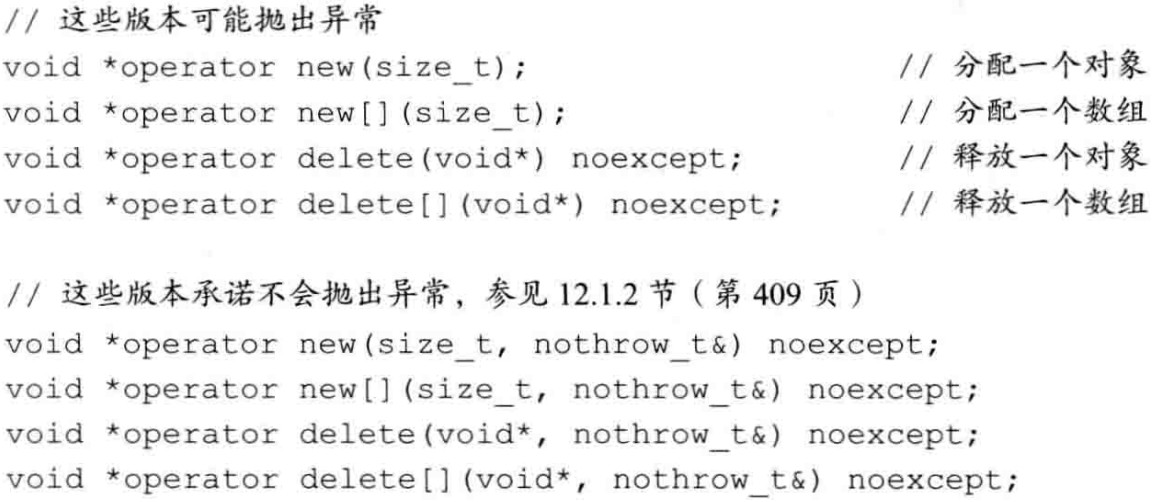 // 这些版本可能抛出异常
void *operator new(size_t); // 分配一个对象
void *operator new[](size_t); // 分配一个数组
void *operator delete(void*) noexcept; // 释放一个对象
void *operator delete[](void*) noexcept; // 释放一个数组
// 这些版本承诺不会抛出异常，参见 12.1.2 节（第 409 页）
void *operator new(size_t, nothrow_t&) noexcept;
void *operator new[](size_t, nothrow_t&) noexcept;
void *operator delete(void*, nothrow_t&) noexcept;
void *operator delete[](void*, nothrow_t&) noexcept;